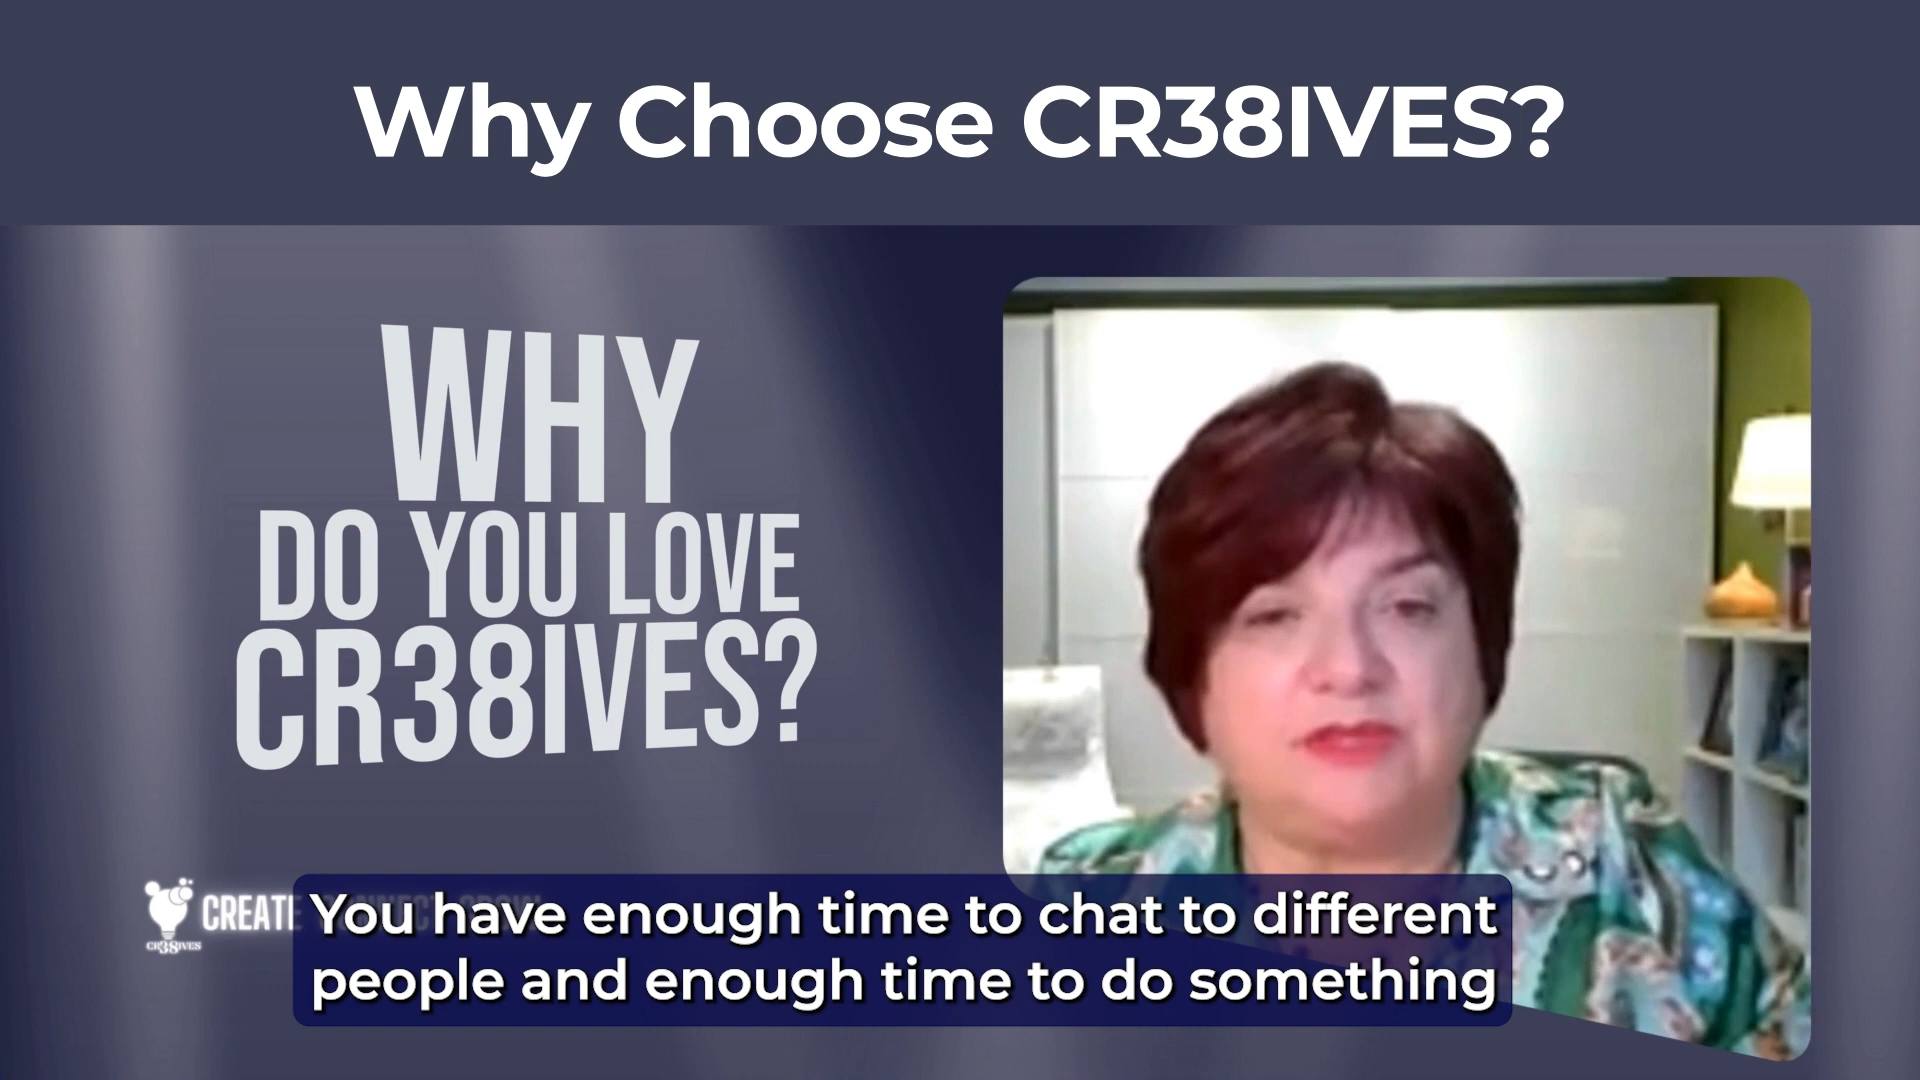 Why Choose CR38IVES?
WHY
DO YOU LOVE
CR38IVES?
CREATE
CR38IVES
You have enough time to chat to different
people and enough time to do something